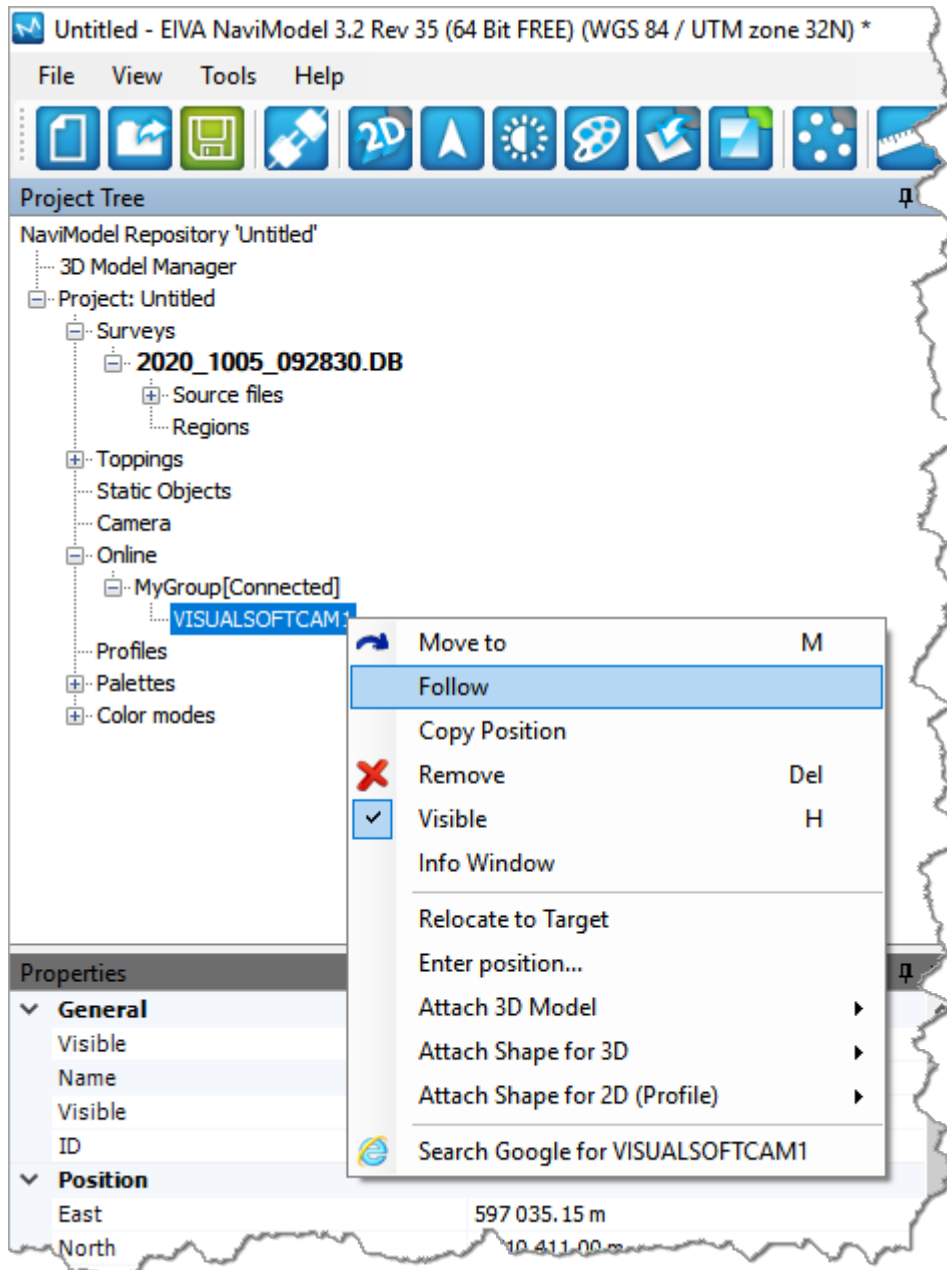 Untitled - EIVA NaviModel 3.2 Rev 35 (64 Bit FREE) (WGS 84 / UTM zone 32N) *
File View Tools Help
2D
Project Tree
NaviModel Repository 'Untitled'
3D Model Manager
Project: Untitled
Surveys
2020_1005_092830.DB
Source files
Regions
Toppings
Static Objects
Camera
Online
MyGroup[Connected]
VISUALSOFTCAM1
Profiles
Palettes
Color modes
Move to M
Follow
Copy Position
Remove Del
Visible H
Info Window
Relocate to Target
Enter position...
Attach 3D Model
Attach Shape for 3D
Attach Shape for 2D (Profile)
Search Google for VISUALSOFTCAM1
Properties
General
Visible
Name
Visible
ID
Position
East 597 035.15 m
North